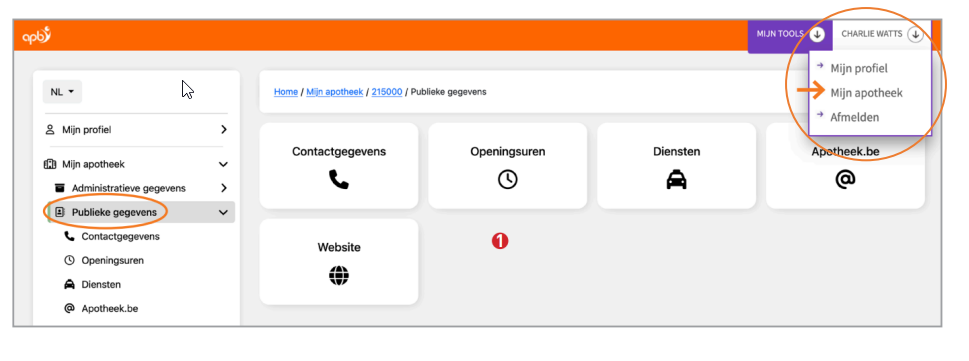 apb
MIJN TOOLS
CHARLIE WATTS
Mijn profiel
Mijn apotheek
Afmelden
NL
Home / Mijn apotheek / 215000 / Publieke gegevens
Mijn profiel
Mijn apotheek
Administratieve gegevens
Publieke gegevens
Contactgegevens
Openingsuren
Diensten
Apotheek.be
Contactgegevens
Openingsuren
Diensten
Apotheek.be
@
Website
1